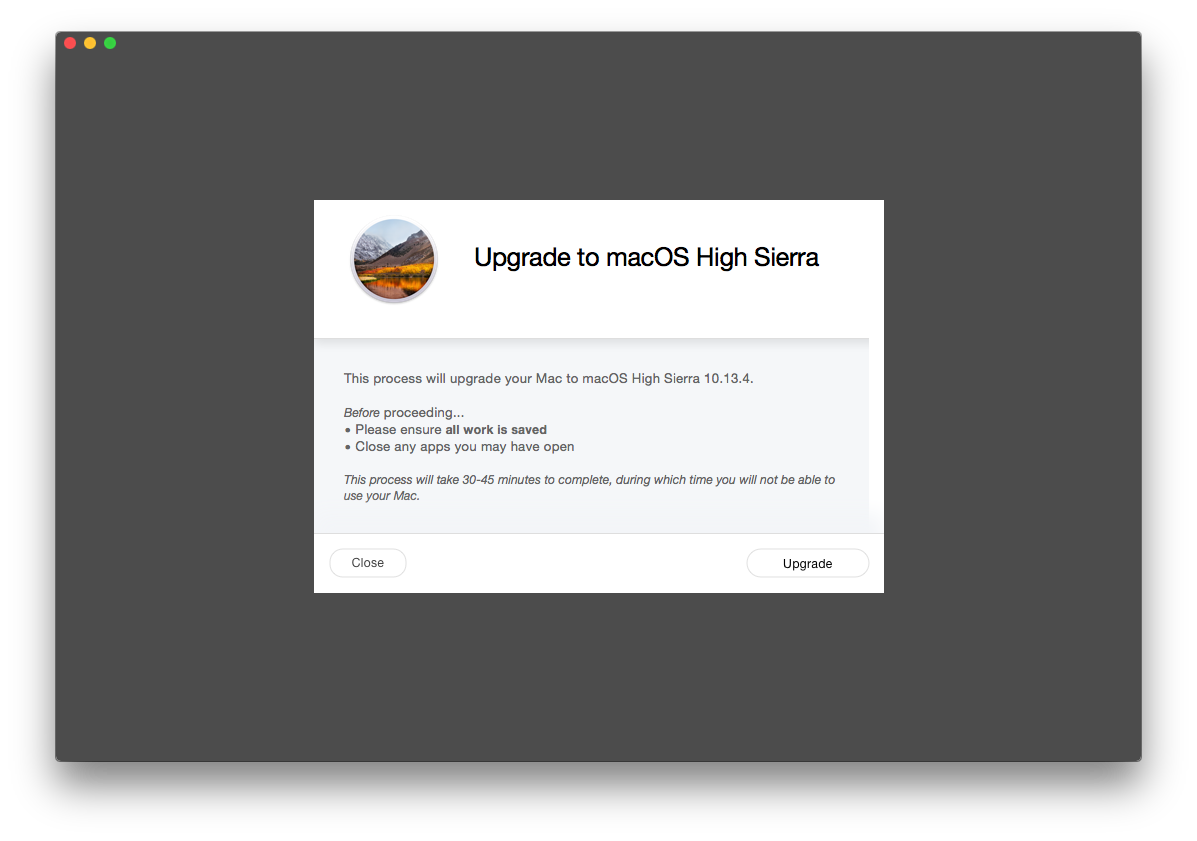 Upgrade to macOS High Sierra
This process will upgrade your Mac to macOS High Sierra 10.13.4.
Before proceeding...
• Please ensure all work is saved
• Close any apps you may have open
This process will take 30-45 minutes to complete, during which time you will not be able to
use your Mac.
Close
Upgrade